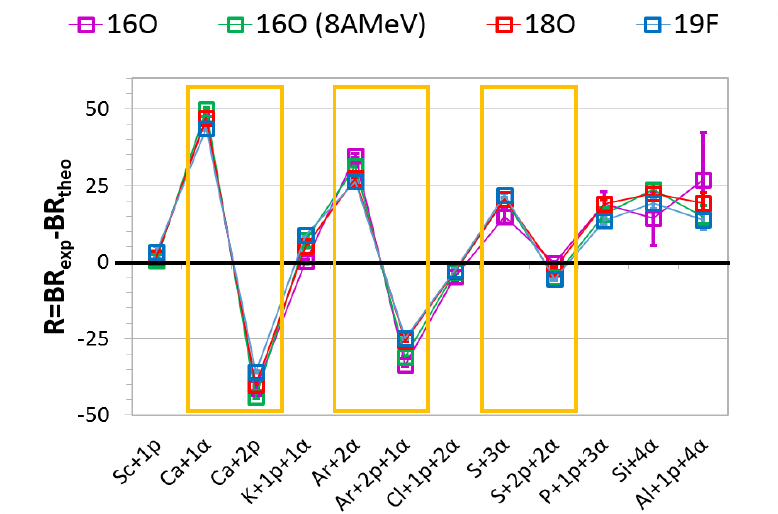 16O 16O (8AMeV) 18O 19F
R=BRexp-BRtheo
50
25
0
-25
-50
Sc+1p
Ca+1α
Ca+2p
K+1p+1α
Ar+2α
Ar+2p+1α
Cl+1p+2α
S+3α
S+2p+2α
P+1p+3α
Si+4α
Al+1p+4α